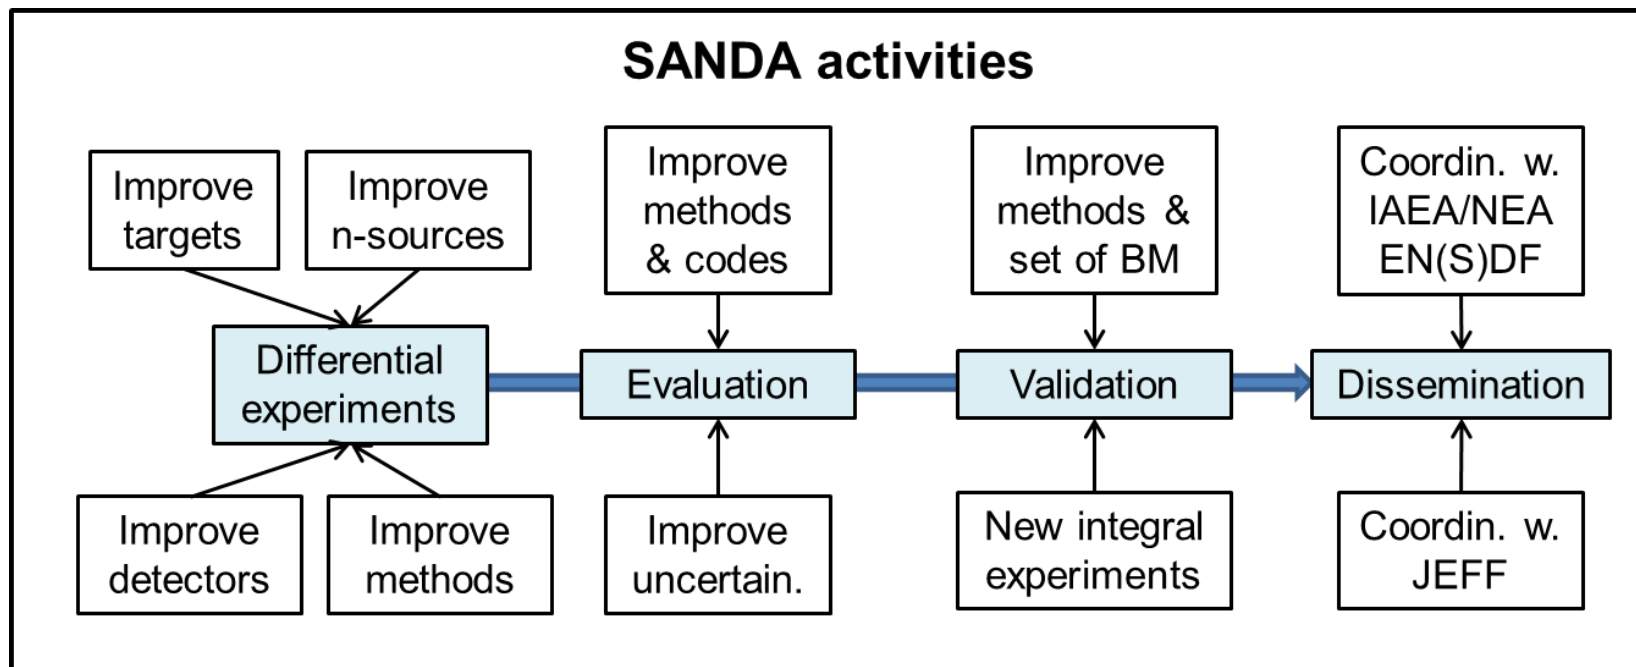 SANDA activities
Improve
targets
Improve
n-sources
Improve
methods
& codes
Improve
methods &
set of BM
Coordin. w.
IAEA/NEA
EN(S)DF
Differential
experiments
Evaluation
Validation
Dissemination
Improve
detectors
Improve
methods
Improve
uncertain.
New integral
experiments
Coordin. w.
JEFF